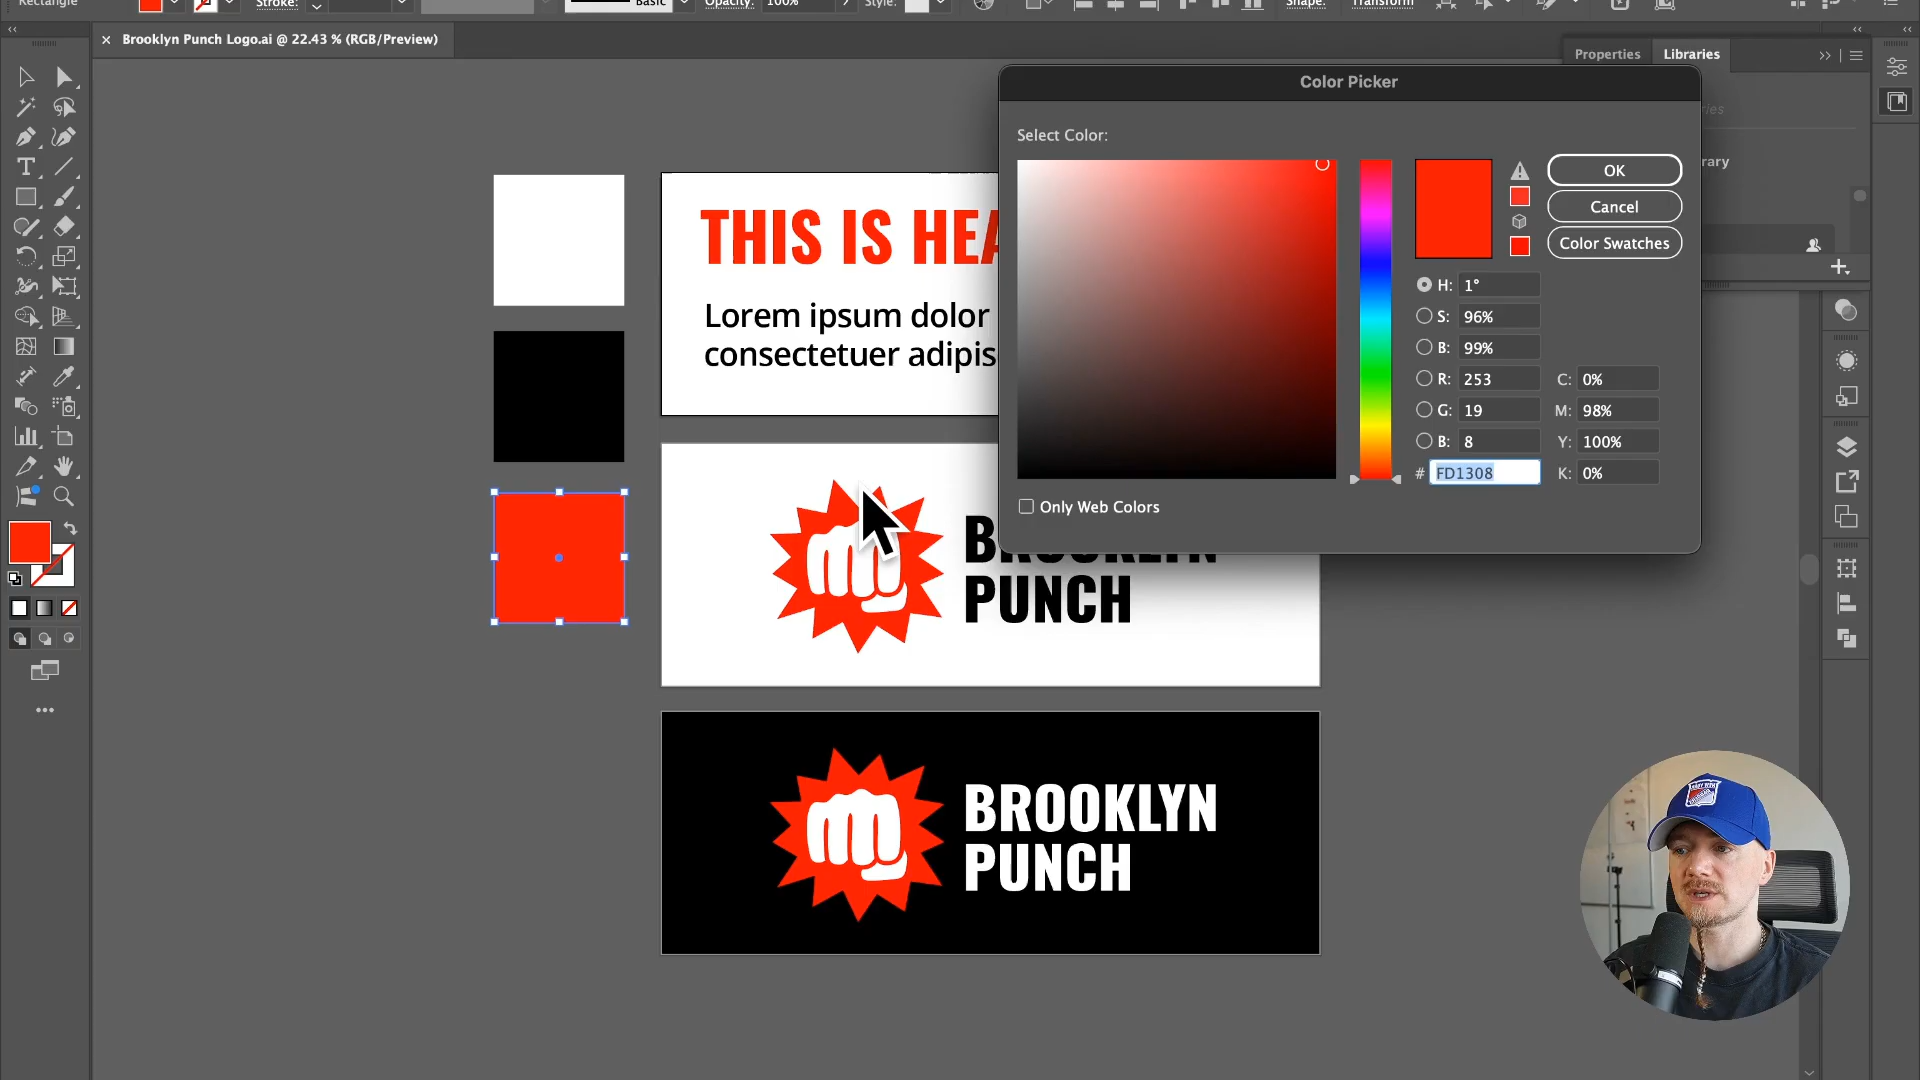 Rectangle
Stroke:
Basic
Opacity:
100%
Style:
Shape:
Transform
Brooklyn Punch Logo.ai @ 22.43 % (RGB/Preview)
Properties
Libraries
Color Picker
Select Color:
OK
Cancel
Color Swatches
H: 1°
S: 96%
B: 99%
R: 253
G: 19
B: 8
# FD1308
C: 0%
M: 98%
Y: 100%
K: 0%
Only Web Colors
THIS IS HEA
Lorem ipsum dolor
consectetuer adipis
BROOKLYN
PUNCH
BROOKLYN
PUNCH